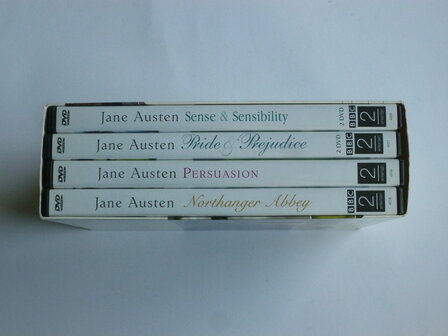 DVD Jane Austen Sense & Sensibility 2 DVD BBC 2
DVD Jane Austen Pride & Prejudice 2 DVD BBC 2
DVD Jane Austen PERSUASION 2
DVD Jane Austen Northanger Abbey BBC 2